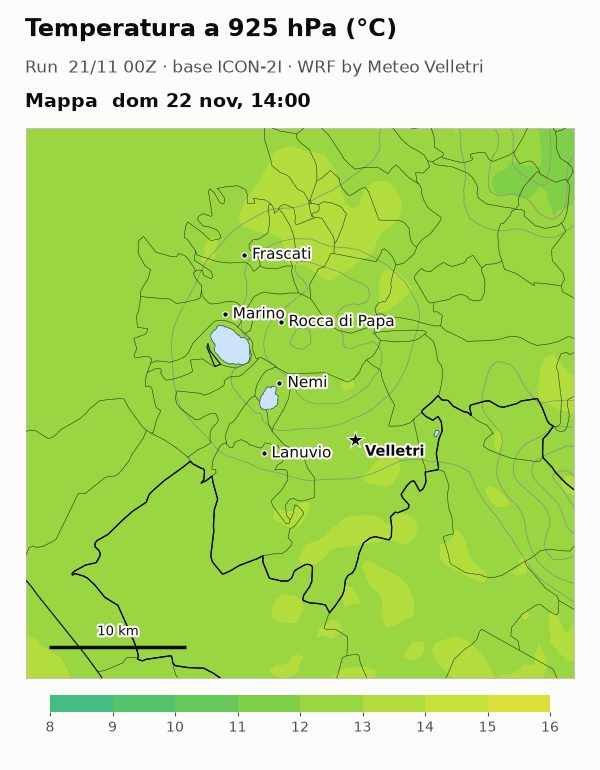 Temperatura a 925 hPa (°C)
Run  21/11 00Z · base ICON-2I · WRF by Meteo Velletri
Mappa  dom 22 nov, 14:00
Frascati
Marino
Rocca di Papa
Nemi
Velletri
Lanuvio
10 km
8 9 10 11 12 13 14 15 16